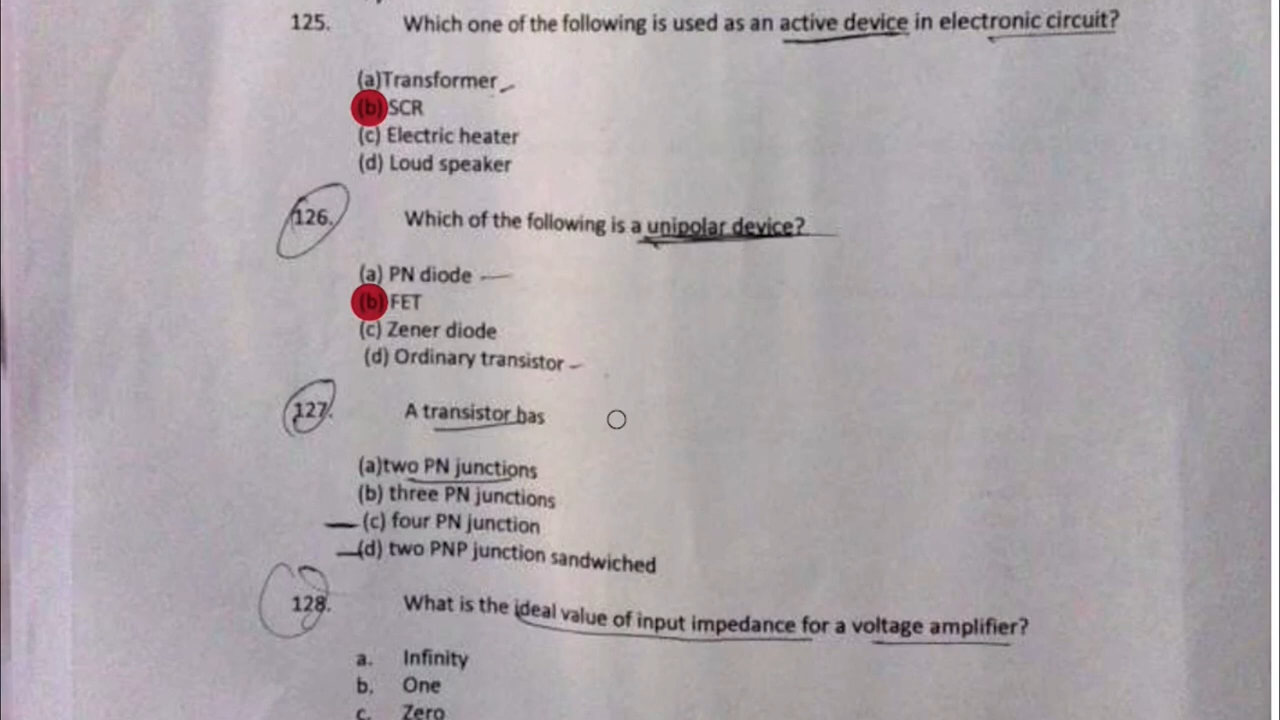 125. Which one of the following is used as an active device in electronic circuit?
(a)Transformer
(b) SCR
(c) Electric heater
(d) Loud speaker
126. Which of the following is a unipolar device?
(a) PN diode
(b) FET
(c) Zener diode
(d) Ordinary transistor
127. A transistor has
(a)two PN junctions
(b) three PN junctions
(c) four PN junction
(d) two PNP junction sandwiched
128. What is the ideal value of input impedance for a voltage amplifier?
a. Infinity
b. One
c. Zero